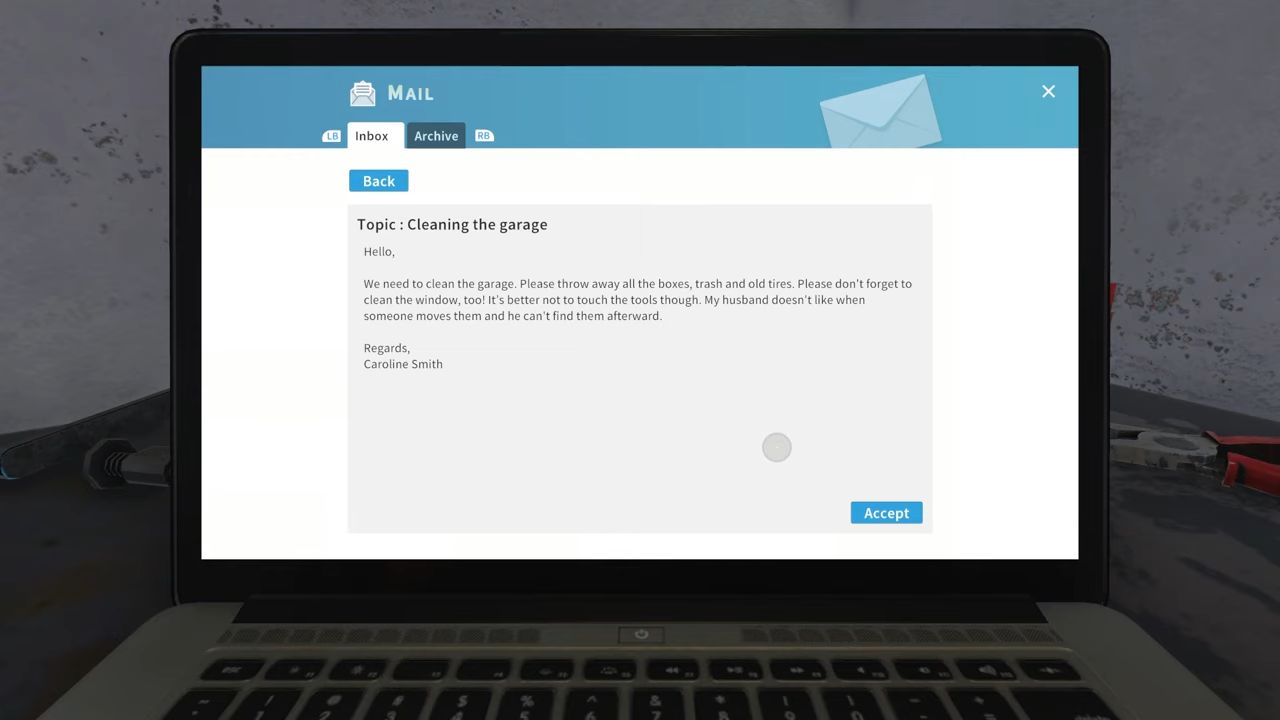 MAIL
LB
Inbox
Archive
RB
Back
Topic : Cleaning the garage
Hello,
We need to clean the garage. Please throw away all the boxes, trash and old tires. Please don't forget to
clean the window, too! It's better not to touch the tools though. My husband doesn't like when
someone moves them and he can't find them afterward.
Regards,
Caroline Smith
Accept